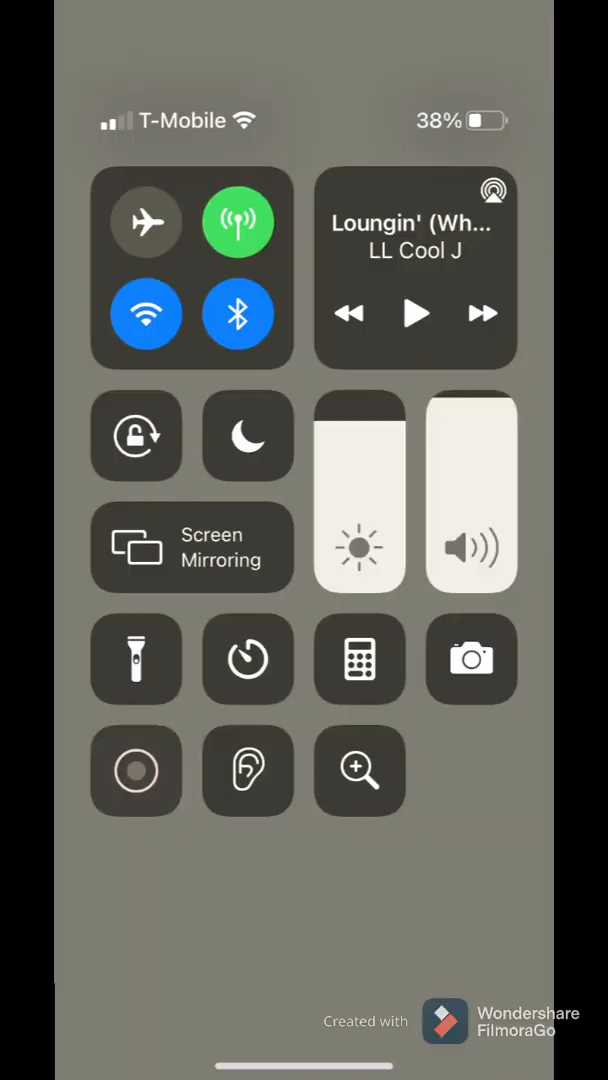 T-Mobile
38%
Loungin' (Wh...
LL Cool J
Screen
Mirroring
Created with
Wondershare
FilmoraGo